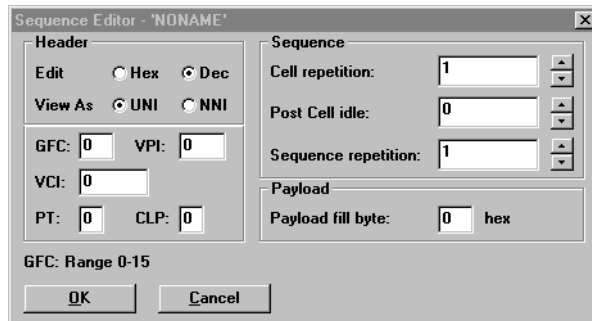 Sequence Editor - 'NONAME'
Header
Edit Hex Dec
View As UNI NNI
GFC: 0 VPI: 0
VCI: 0
PT: 0 CLP: 0
Sequence
Cell repetition: 1
Post Cell idle: 0
Sequence repetition: 1
Payload
Payload fill byte: 0 hex
GFC: Range 0-15
OK Cancel